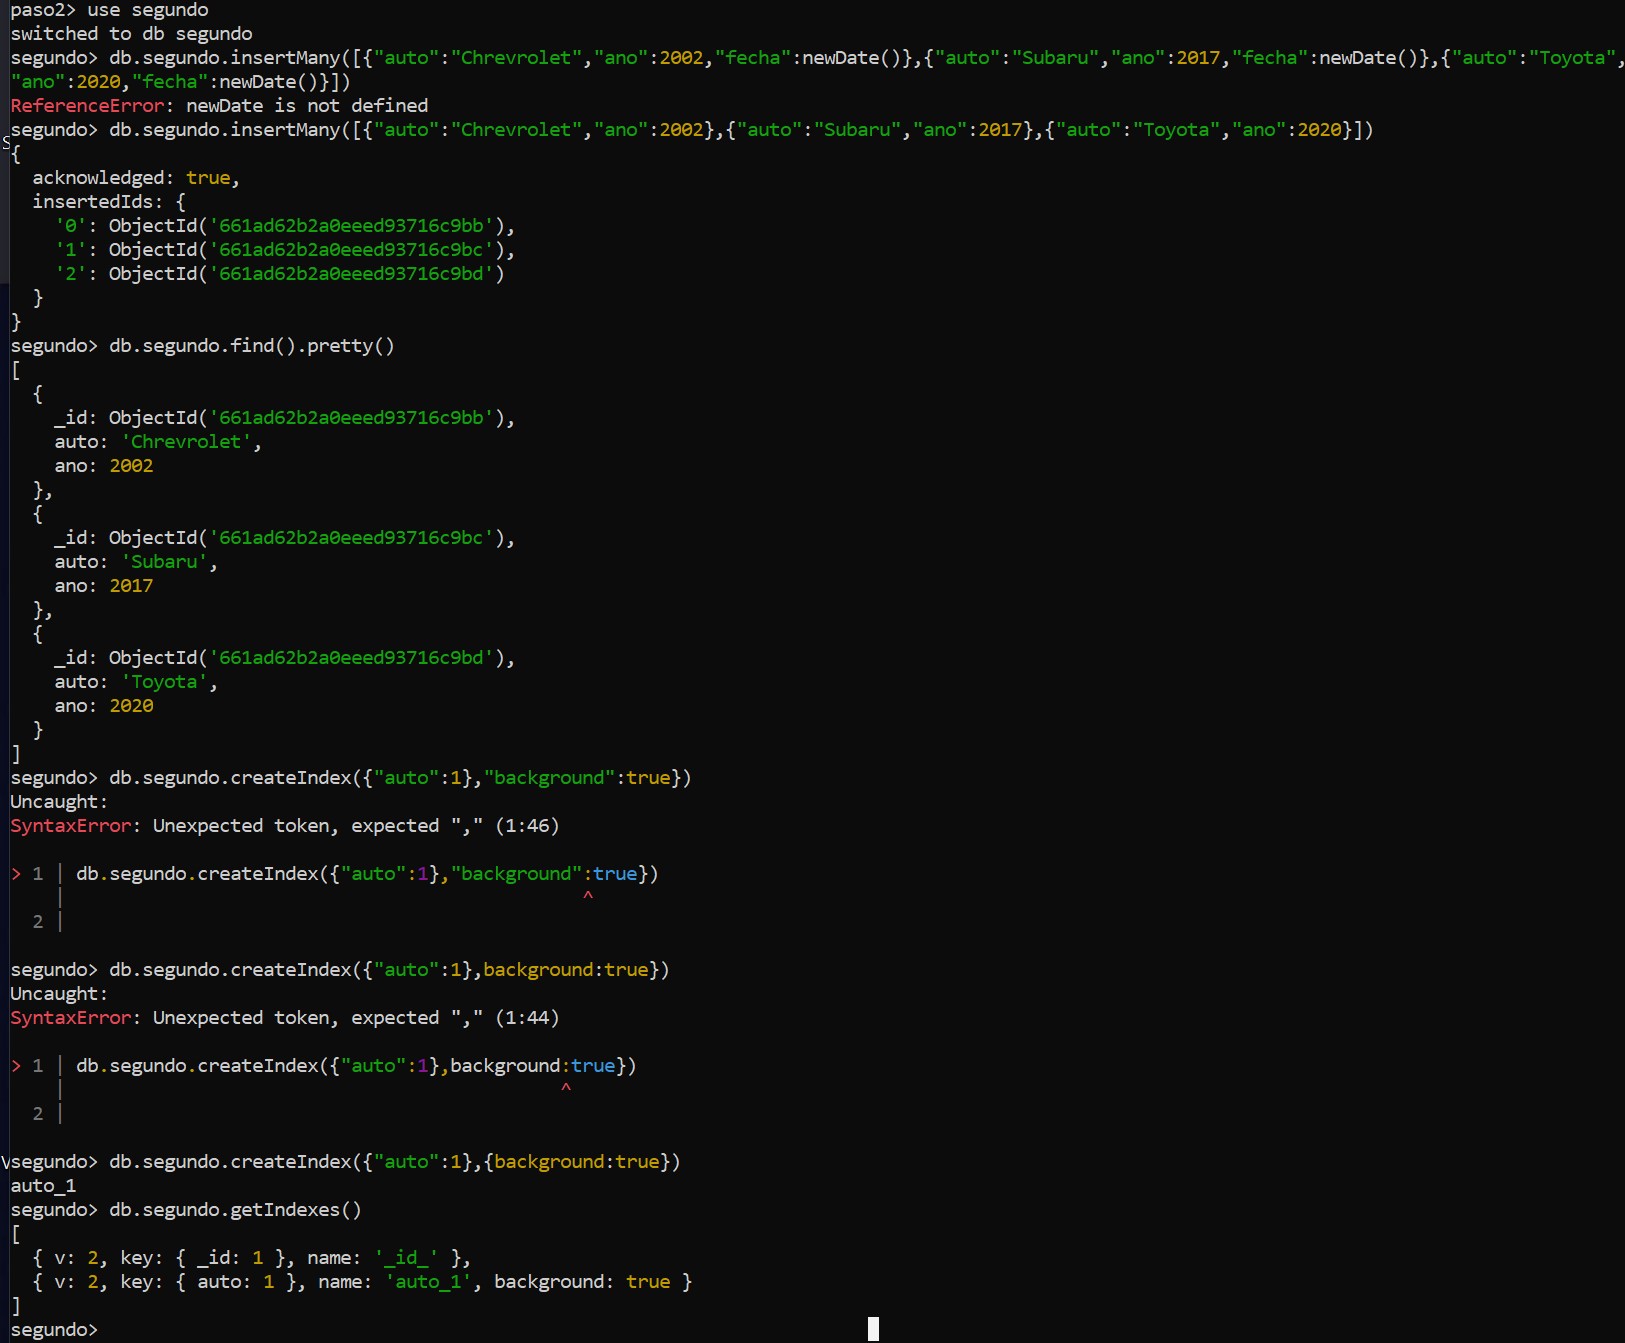 paso2> use segundo
switched to db segundo
segundo> db.insertMany([{"auto":"Chrevrolet","ano":2002,"fecha":newDate()},{"auto":"Subaru","ano":2017,"fecha":newDate()},{"auto":"Toyota",
"ano":2020,"fecha":newDate()}])
ReferenceError: newDate is not defined
segundo> db.segundo.insertMany([{"auto":"Chrevrolet","ano":2002},{"auto":"Subaru","ano":2017},{"auto":"Toyota","ano":2020}])
{
  acknowledged: true,
  insertedIds: {
    '0': ObjectId('661ad62b2a0eeed93716c9bb'),
    '1': ObjectId('661ad62b2a0eeed93716c9bc'),
    '2': ObjectId('661ad62b2a0eeed93716c9bd')
  }
}
segundo> db.segundo.find().pretty()
[
  {
    _id: ObjectId('661ad62b2a0eeed93716c9bb'),
    auto: 'Chrevrolet',
    ano: 2002
  },
  {
    _id: ObjectId('661ad62b2a0eeed93716c9bc'),
    auto: 'Subaru',
    ano: 2017
  },
  {
    _id: ObjectId('661ad62b2a0eeed93716c9bd'),
    auto: 'Toyota',
    ano: 2020
  }
]
segundo> db.segundo.createIndex({"auto":1},"background":true})
Uncaught:
SyntaxError: Unexpected token, expected "," (1:46)
> 1 | db.segundo.createIndex({"auto":1},"background":true})
    |                                               ^
  2 |
segundo> db.segundo.createIndex({"auto":1},background:true})
Uncaught:
SyntaxError: Unexpected token, expected "," (1:44)
> 1 | db.segundo.createIndex({"auto":1},background:true})
    |                                             ^
  2 |
segundo> db.segundo.createIndex({"auto":1},{background:true})
auto_1
segundo> db.segundo.getIndexes()
[
  { v: 2, key: { _id: 1 }, name: '_id_' },
  { v: 2, key: { auto: 1 }, name: 'auto_1', background: true }
]
segundo>